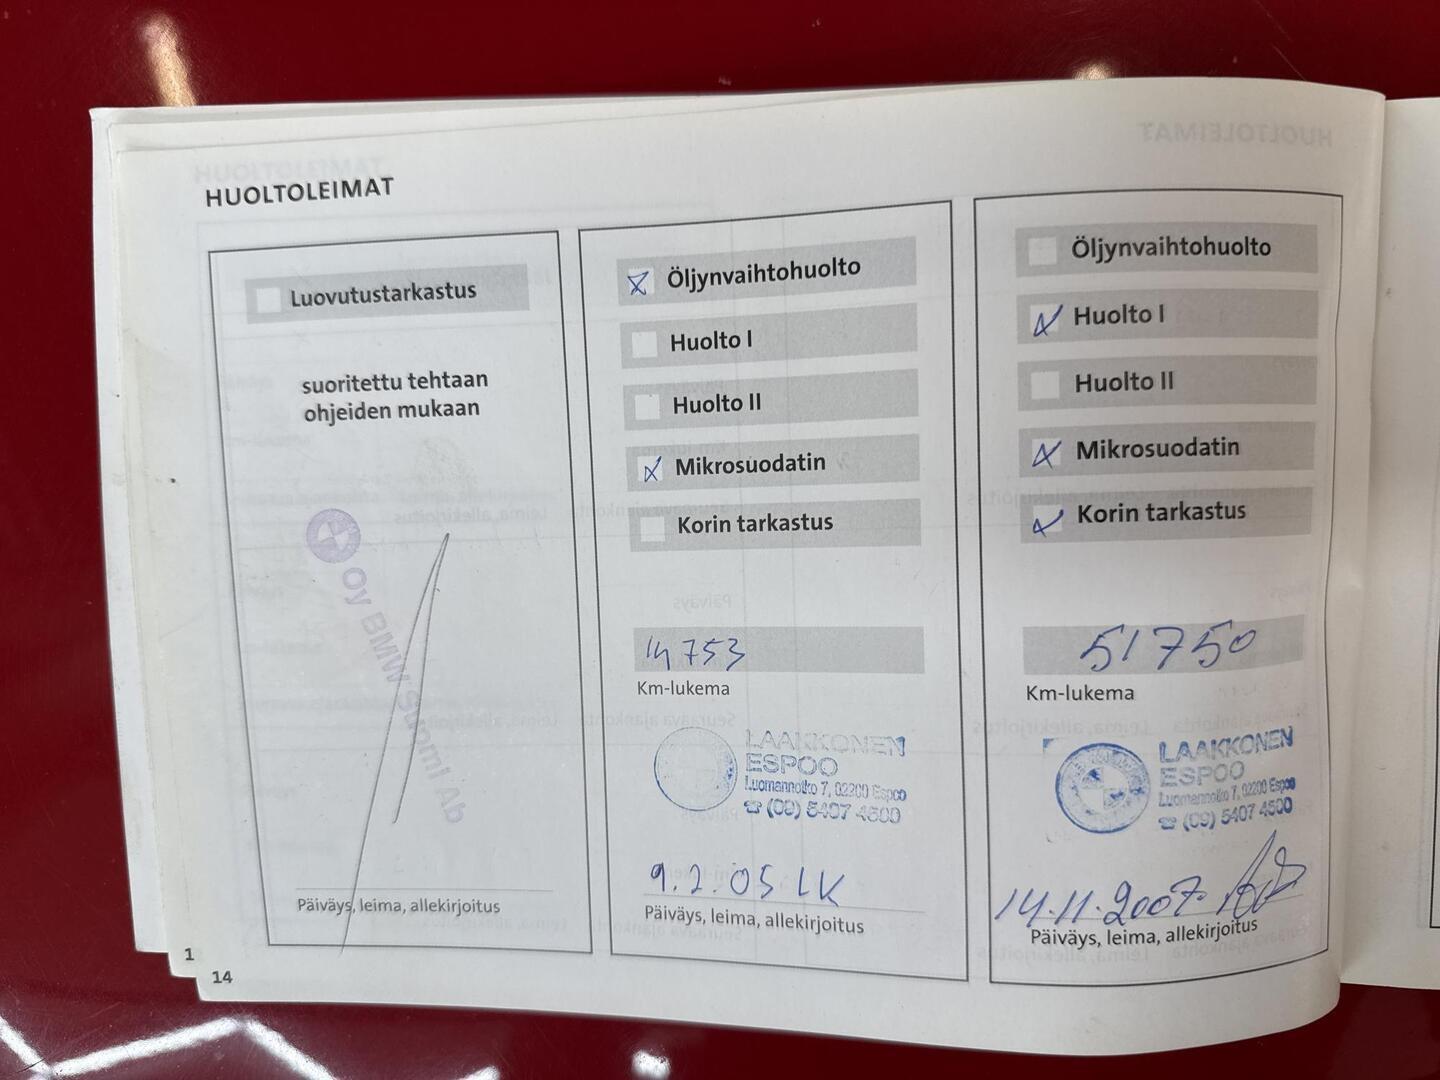 HUOLTOLEIMAT
Luovutustarkastus
suoritettu tehtaan
ohjeiden mukaan
Oy BMW Suomi Ab
Päiväys, leima, allekirjoitus
Öljynvaihtohuolto
Huolto I
Huolto II
Mikrosuodatin
Korin tarkastus
14 753
Km-lukema
LAAKKONEN
ESPOO
Luomannotko 7, 02200 Espoo
☎ (09) 5407 4500
9.2.05 LK
Päiväys, leima, allekirjoitus
Öljynvaihtohuolto
Huolto I
Huolto II
Mikrosuodatin
Korin tarkastus
51750
Km-lukema
LAAKKONEN
ESPOO
Luomannotko 7, 02200 Espoo
☎ (09) 5407 4500
14.11.2007.
Päiväys, leima, allekirjoitus
1
14